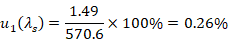 u₁(λₛ) = 1.49/570.6 × 100% = 0.26%